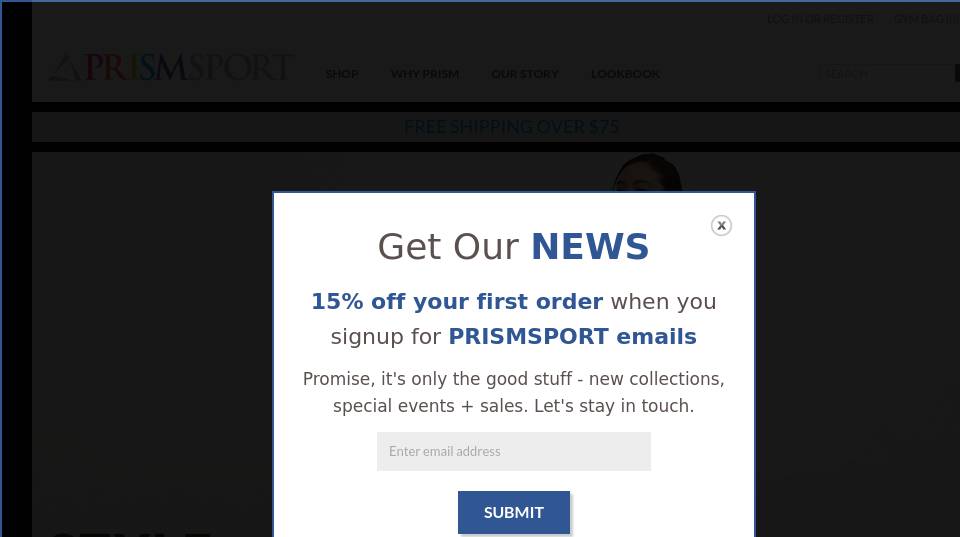 LOG IN OR REGISTER
GYM BAG
PRISMSPORT
SHOP WHY PRISM OUR STORY LOOKBOOK
SEARCH
FREE SHIPPING OVER $75
x
Get Our NEWS
15% off your first order when you
signup for PRISMSPORT emails
Promise, it's only the good stuff - new collections,
special events + sales. Let's stay in touch.
Enter email address
SUBMIT